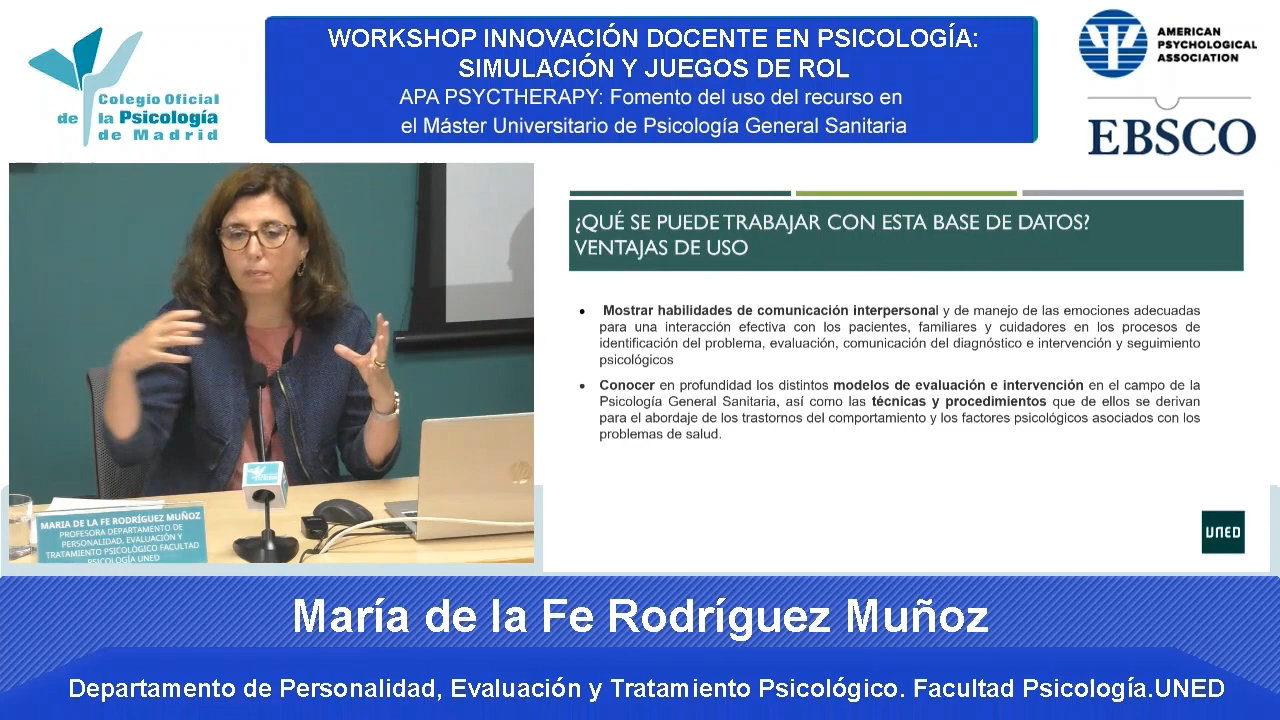 Colegio Oficial
de la Psicología
de Madrid
WORKSHOP INNOVACIÓN DOCENTE EN PSICOLOGÍA:
SIMULACIÓN Y JUEGOS DE ROL
APA PSYCTHERAPY: Fomento del uso del recurso en
el Máster Universitario de Psicología General Sanitaria
AMERICAN
PSYCHOLOGICAL
ASSOCIATION
EBSCO
¿QUÉ SE PUEDE TRABAJAR CON ESTA BASE DE DATOS?
VENTAJAS DE USO
• Mostrar habilidades de comunicación interpersonal y de manejo de las emociones adecuadas
para una interacción efectiva con los pacientes, familiares y cuidadores en los procesos de
identificación del problema, evaluación, comunicación del diagnóstico e intervención y seguimiento
psicológicos
• Conocer en profundidad los distintos modelos de evaluación e intervención en el campo de la
Psicología General Sanitaria, así como las técnicas y procedimientos que de ellos se derivan
para el abordaje de los trastornos del comportamiento y los factores psicológicos asociados con los
problemas de salud.
UNED
MARIA DE LA FE RODRÍGUEZ MUÑOZ
PROFESORA DEPARTAMENTO DE
PERSONALIDAD, EVALUACIÓN Y
TRATAMIENTO PSICOLÓGICO FACULTAD
PSICOLOGÍA UNED
María de la Fe Rodríguez Muñoz
Departamento de Personalidad, Evaluación y Tratamiento Psicológico. Facultad Psicología.UNED